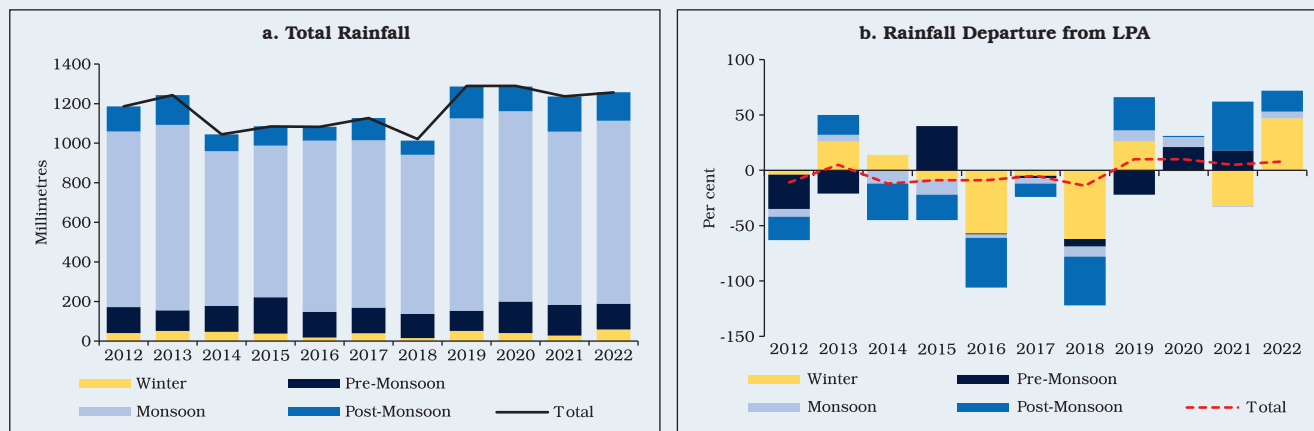 a. Total Rainfall
Millimetres
1400
1200
1000
800
600
400
200
0
2012 2013 2014 2015 2016 2017 2018 2019 2020 2021 2022
Winter Pre-Monsoon
Monsoon Post-Monsoon Total
b. Rainfall Departure from LPA
Per cent
100
50
0
-50
-100
-150
2012 2013 2014 2015 2016 2017 2018 2019 2020 2021 2022
Winter Pre-Monsoon
Monsoon Post-Monsoon Total